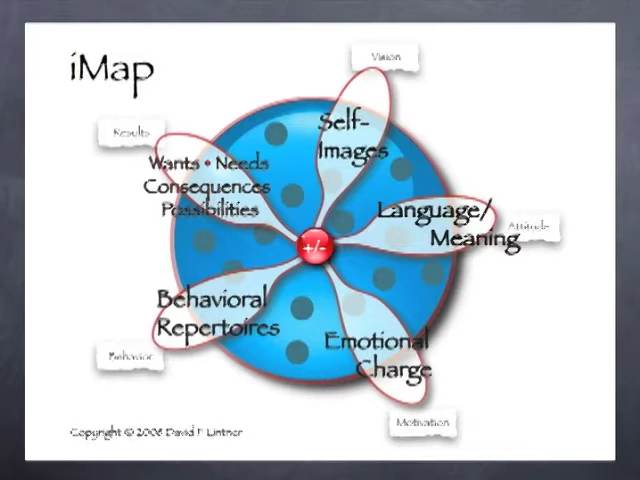 iMap
Vision
Self-
Images
Results
Wants • Needs
Consequences
Possibilities
Language/
Meaning
Attitude
+/-
Behavioral
Repertoires
Emotional
Charge
Behavior
Motivation
Copyright © 2008 David F Lintner